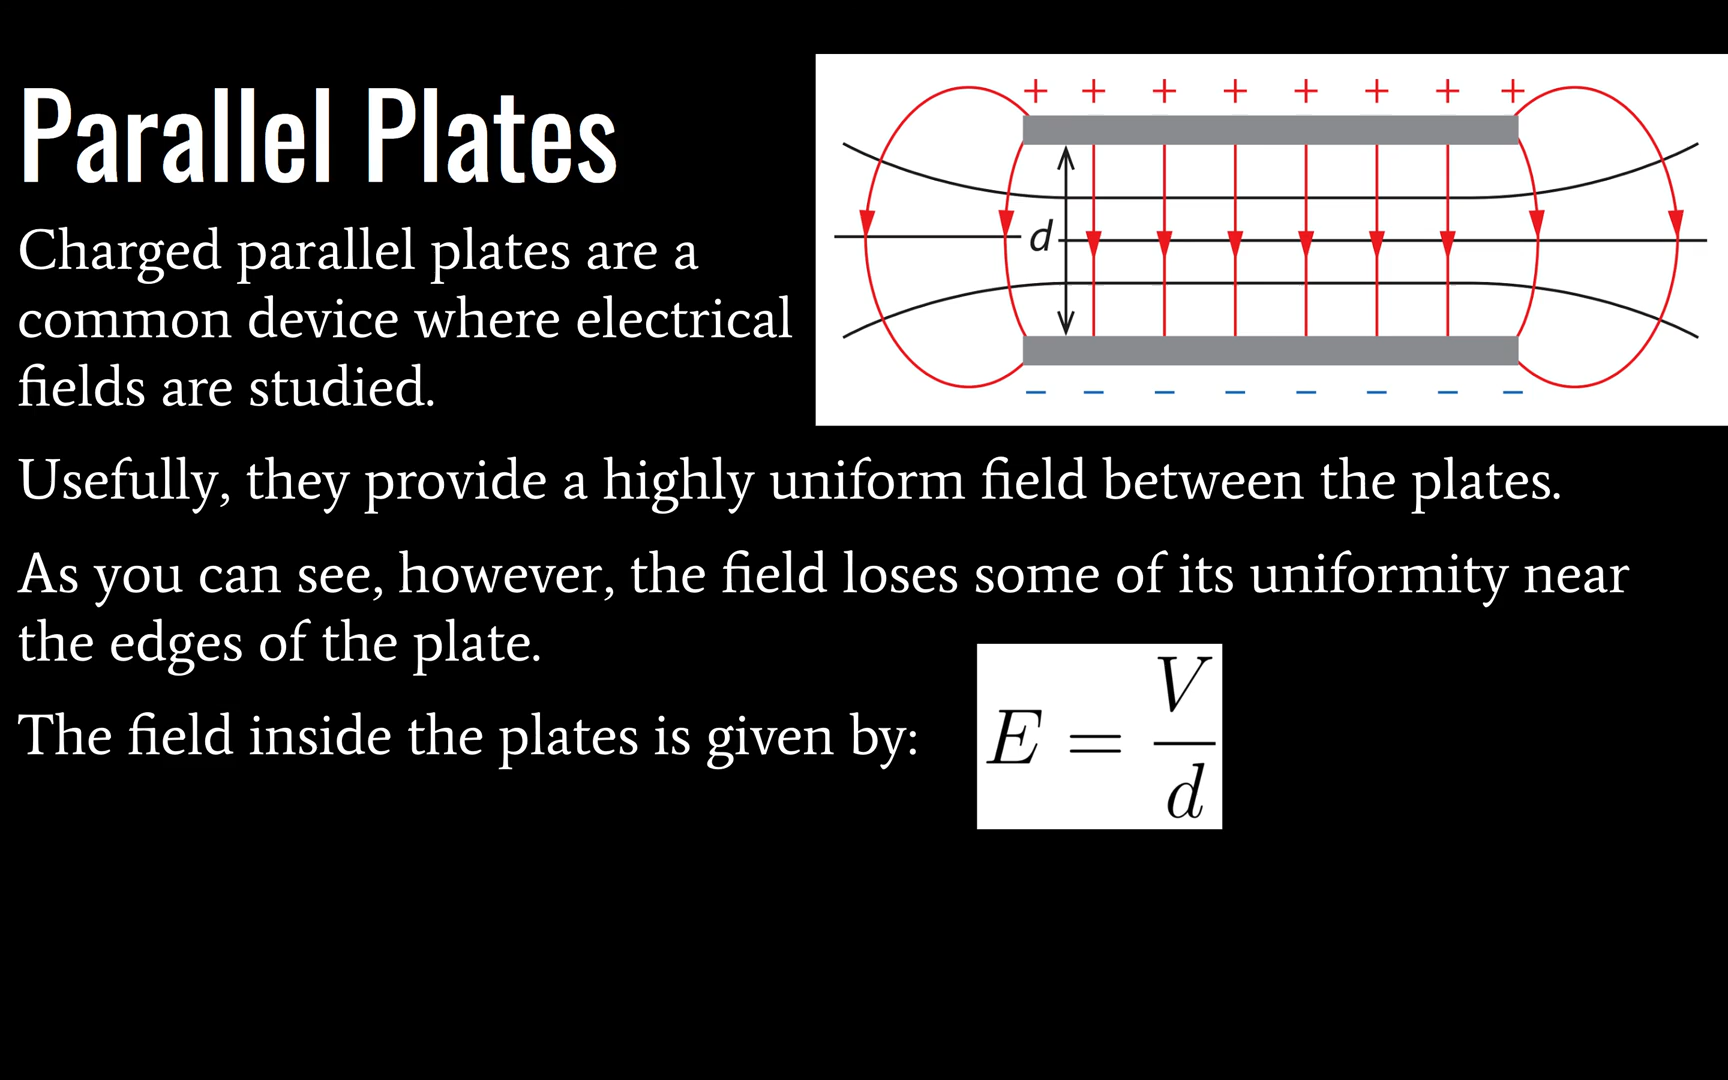 Parallel Plates
Charged parallel plates are a
common device where electrical
fields are studied.
+ + + + + + + +
d
− − − − − − − −
Usefully, they provide a highly uniform field between the plates.
As you can see, however, the field loses some of its uniformity near
the edges of the plate.
The field inside the plates is given by:
E = V/d